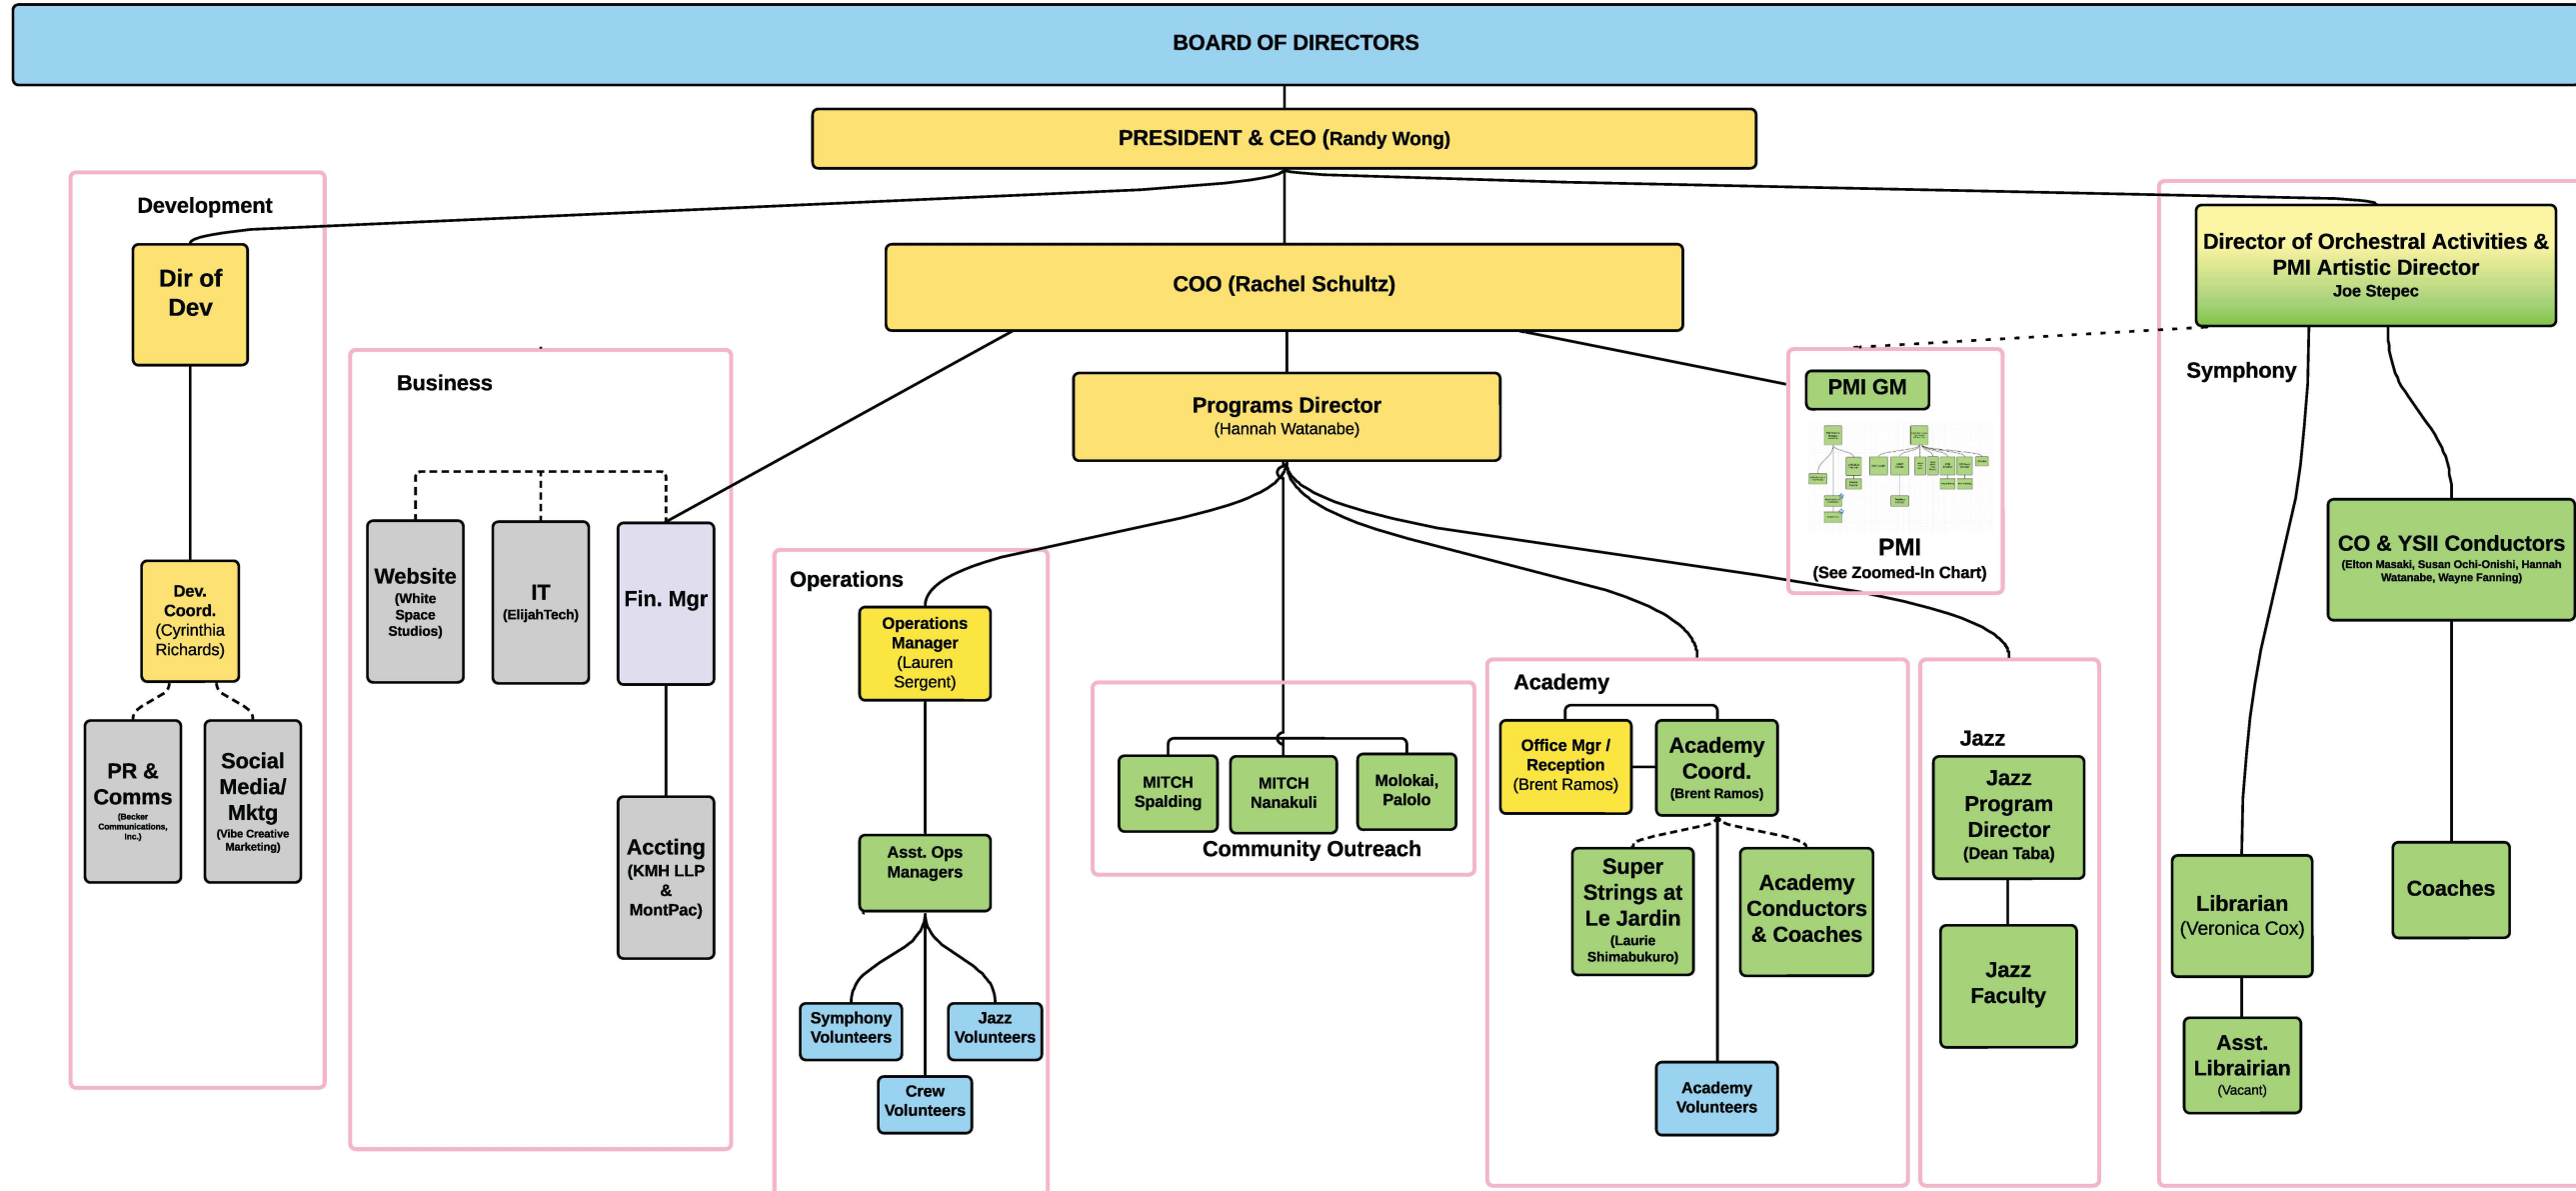 BOARD OF DIRECTORS
PRESIDENT & CEO (Randy Wong)
Development
Dir of
Dev
Dev.
Coord.
(Cyrinthia
Richards)
PR &
Comms
(Becker
Communications,
Inc.)
Social
Media/
Mktg
(Vibe Creative
Marketing)
COO (Rachel Schultz)
Business
Website
(White
Space
Studios)
IT
(ElijahTech)
Fin. Mgr
Accting
(KMH LLP
&
MontPac)
Programs Director
(Hannah Watanabe)
Operations
Operations
Manager
(Lauren
Sergent)
Asst. Ops
Managers
Symphony
Volunteers
Jazz
Volunteers
Crew
Volunteers
MITCH
Spalding
MITCH
Nanakuli
Molokai,
Palolo
Community Outreach
Academy
Office Mgr /
Reception
(Brent Ramos)
Academy
Coord.
(Brent Ramos)
Super
Strings at
Le Jardin
(Laurie
Shimabukuro)
Academy
Conductors
& Coaches
Academy
Volunteers
PMI GM
PMI
(See Zoomed-In Chart)
Jazz
Jazz
Program
Director
(Dean Taba)
Jazz
Faculty
Director of Orchestral Activities &
PMI Artistic Director
Joe Stepec
Symphony
CO & YSII Conductors
(Elton Masaki, Susan Ochi-Onishi, Hannah
Watanabe, Wayne Fanning)
Coaches
Librarian
(Veronica Cox)
Asst.
Librairian
(Vacant)